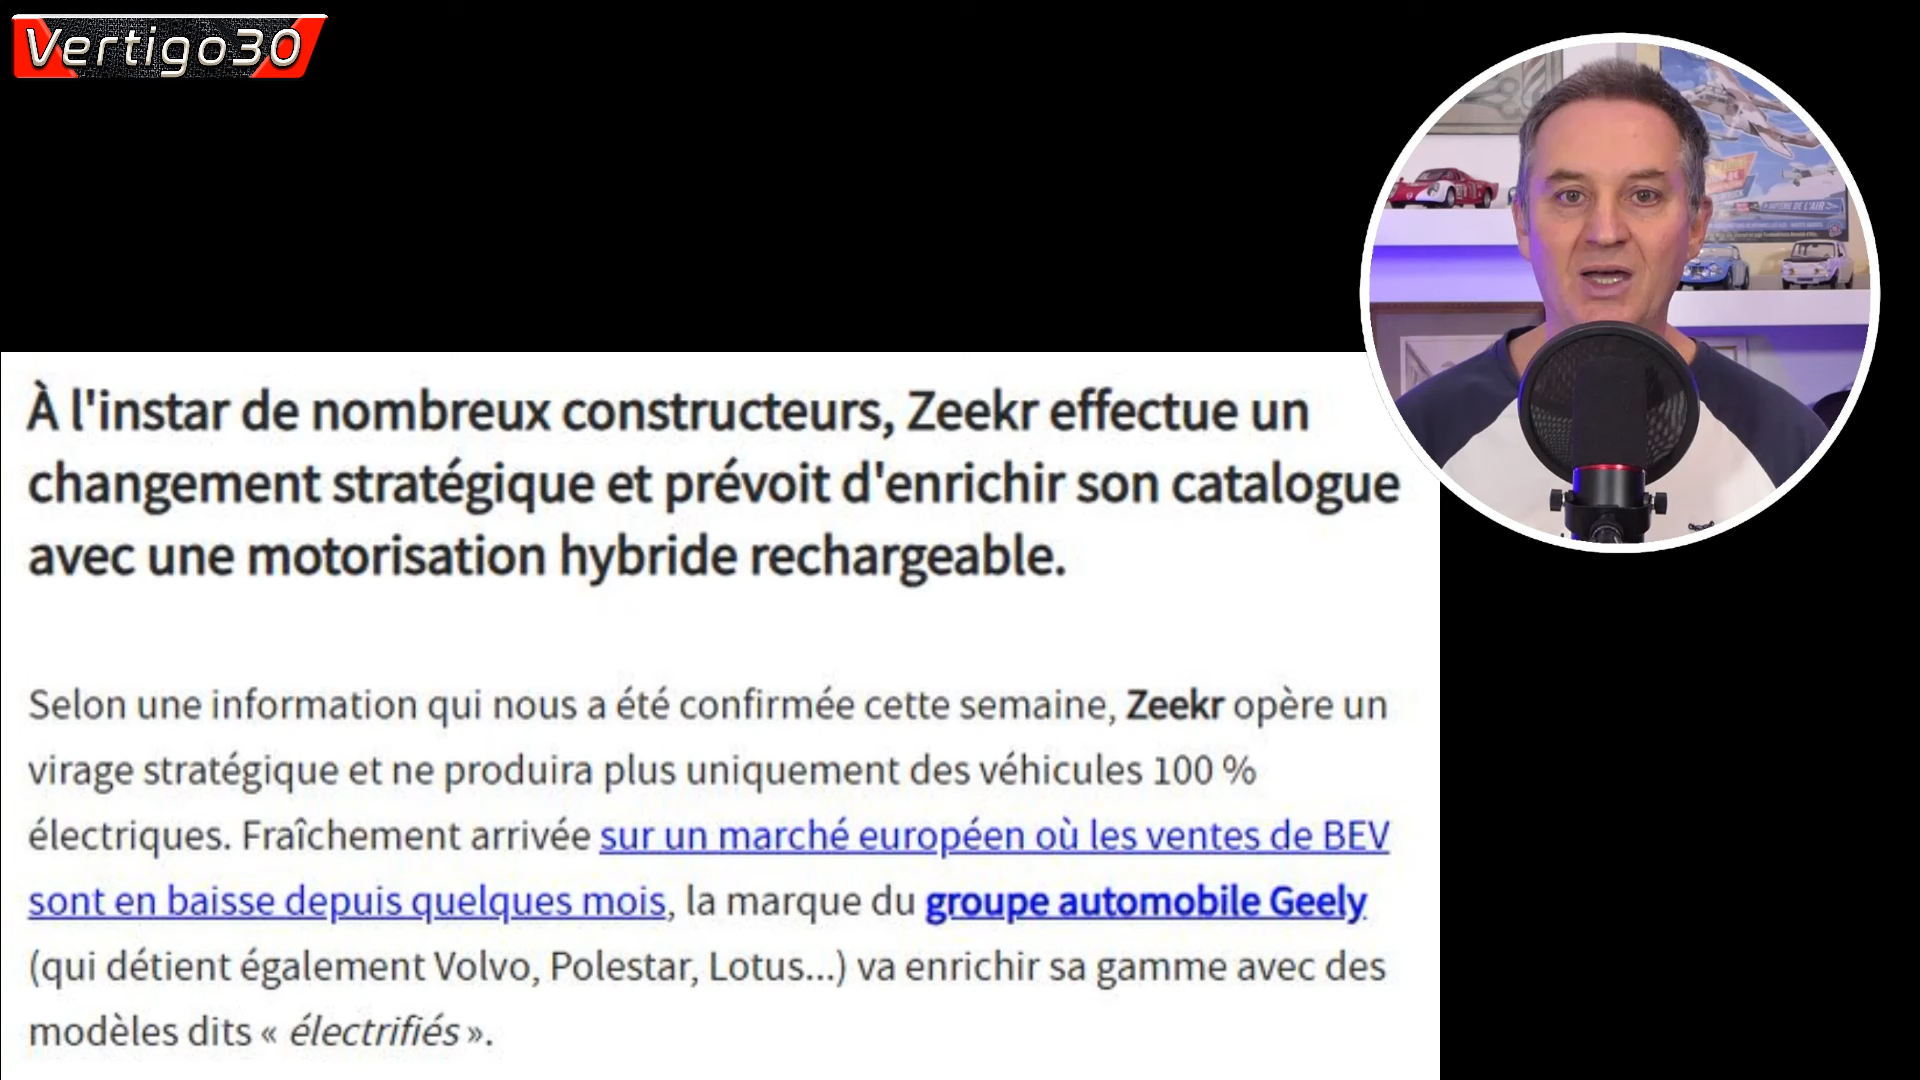 Vertigo30
À l'instar de nombreux constructeurs, Zeekr effectue un
changement stratégique et prévoit d'enrichir son catalogue
avec une motorisation hybride rechargeable.
Selon une information qui nous a été confirmée cette semaine, Zeekr opère un
virage stratégique et ne produira plus uniquement des véhicules 100 %
électriques. Fraîchement arrivée sur un marché européen où les ventes de BEV
sont en baisse depuis quelques mois, la marque du groupe automobile Geely
(qui détient également Volvo, Polestar, Lotus...) va enrichir sa gamme avec des
modèles dits « électrifiés ».